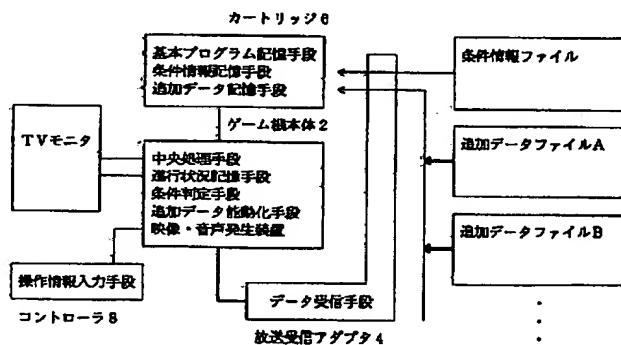 カートリッジ6
基本プログラム記憶手段
条件情報記憶手段
追加データ記憶手段
ゲーム機本体2
TVモニタ
中央処理手段
進行状況記憶手段
条件判定手段
追加データ能動化手段
映像・音声発生装置
操作情報入力手段
コントローラ8
データ受信手段
放送受信アダプタ4
条件情報ファイル
追加データファイルA
追加データファイルB